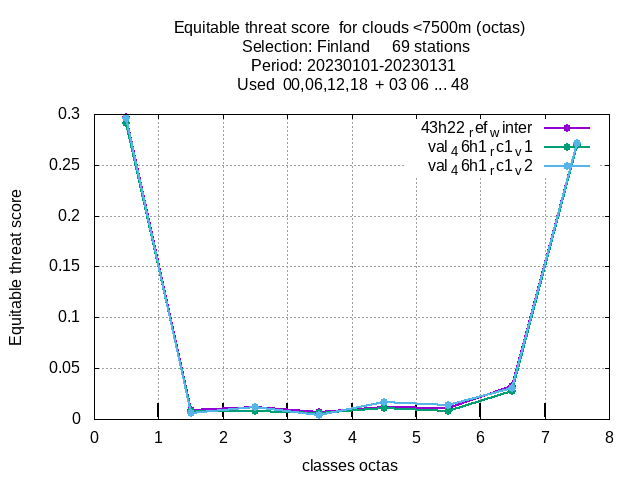 Equitable threat score  for clouds <7500m (octas)
Selection: Finland     69 stations
Period: 20230101-20230131
Used  00,06,12,18  + 03 06 ... 48
43h22 ref winter
val 46h1 rc1 v1
val 46h1 rc1 v2
Equitable threat score
0.3
0.25
0.2
0.15
0.1
0.05
0
0 1 2 3 4 5 6 7 8
classes octas